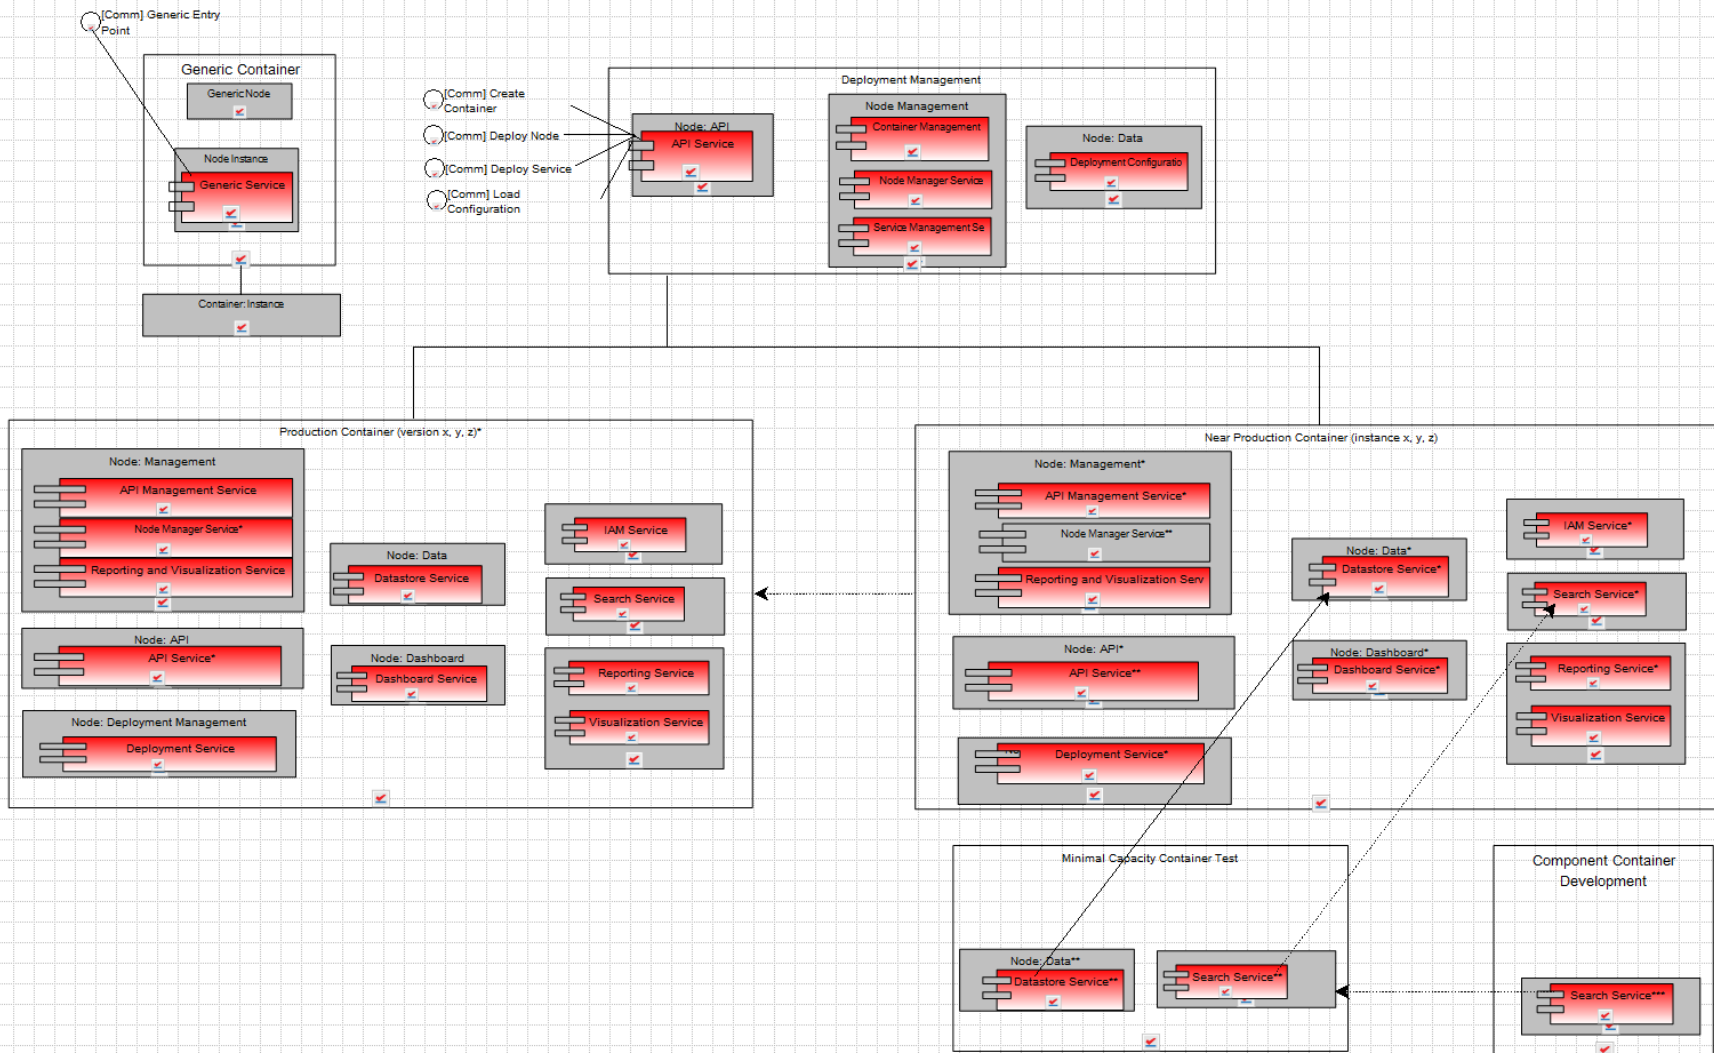 [Comm] Generic Entry
Point
Generic Container
Generic Node
Node Instance
Generic Service
Container: Instance
[Comm] Create
Container
[Comm] Deploy Node
[Comm] Deploy Service
[Comm] Load
Configuration
Deployment Management
Node: API
API Service
Node Management
Container Management
Node Manager Service
Service Management Se
Node: Data
Deployment Configuratio
Production Container (version x, y, z)*
Node: Management
API Management Service
Node Manager Service*
Reporting and Visualization Service
Node: API
API Service*
Node: Deployment Management
Deployment Service
Node: Data
Datastore Service
Node: Dashboard
Dashboard Service
IAM Service
Search Service
Reporting Service
Visualization Service
Near Production Container (instance x, y, z)
Node: Management*
API Management Service*
Node Manager Service**
Reporting and Visualization Serv
Node: API*
API Service**
Deployment Service*
Node: Data*
Datastore Service*
Node: Dashboard*
Dashboard Service*
IAM Service*
Search Service*
Reporting Service*
Visualization Service
Minimal Capacity Container Test
Node: Data**
Datastore Service**
Search Service**
Component Container
Development
Search Service***